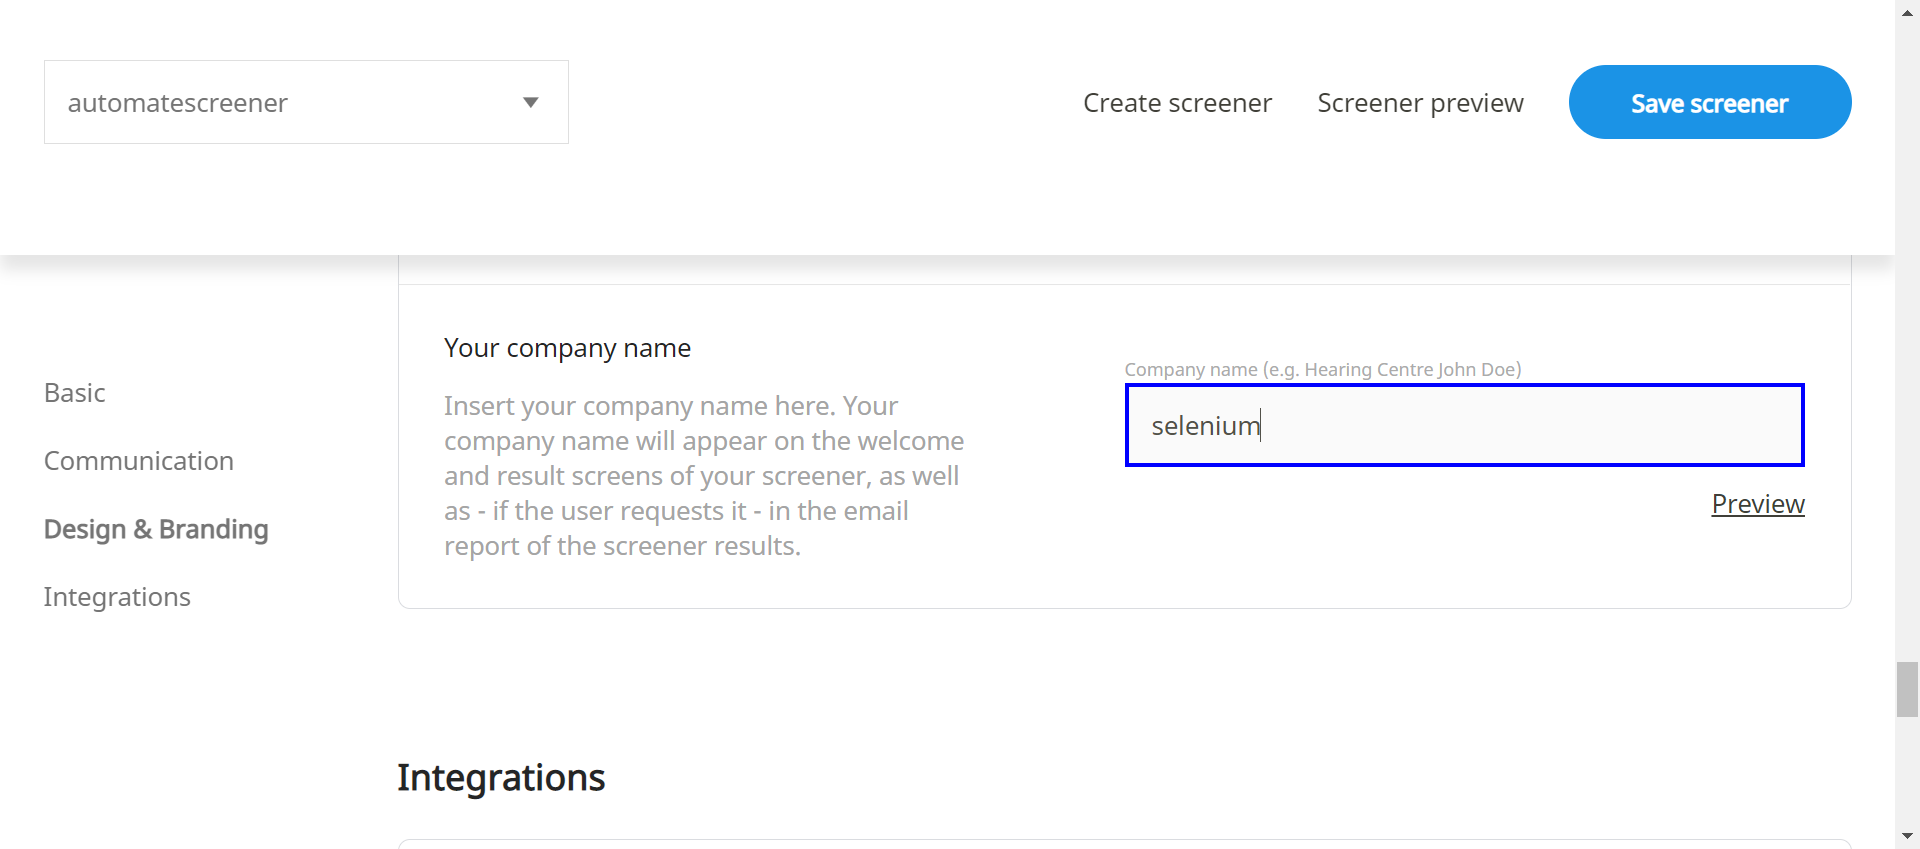 automatescreener
Create screener
Screener preview
Save screener
Basic
Communication
Design & Branding
Integrations
Your company name
Insert your company name here. Your
company name will appear on the welcome
and result screens of your screener, as well
as - if the user requests it - in the email
report of the screener results.
Company name (e.g. Hearing Centre John Doe)
selenium
Preview
Integrations